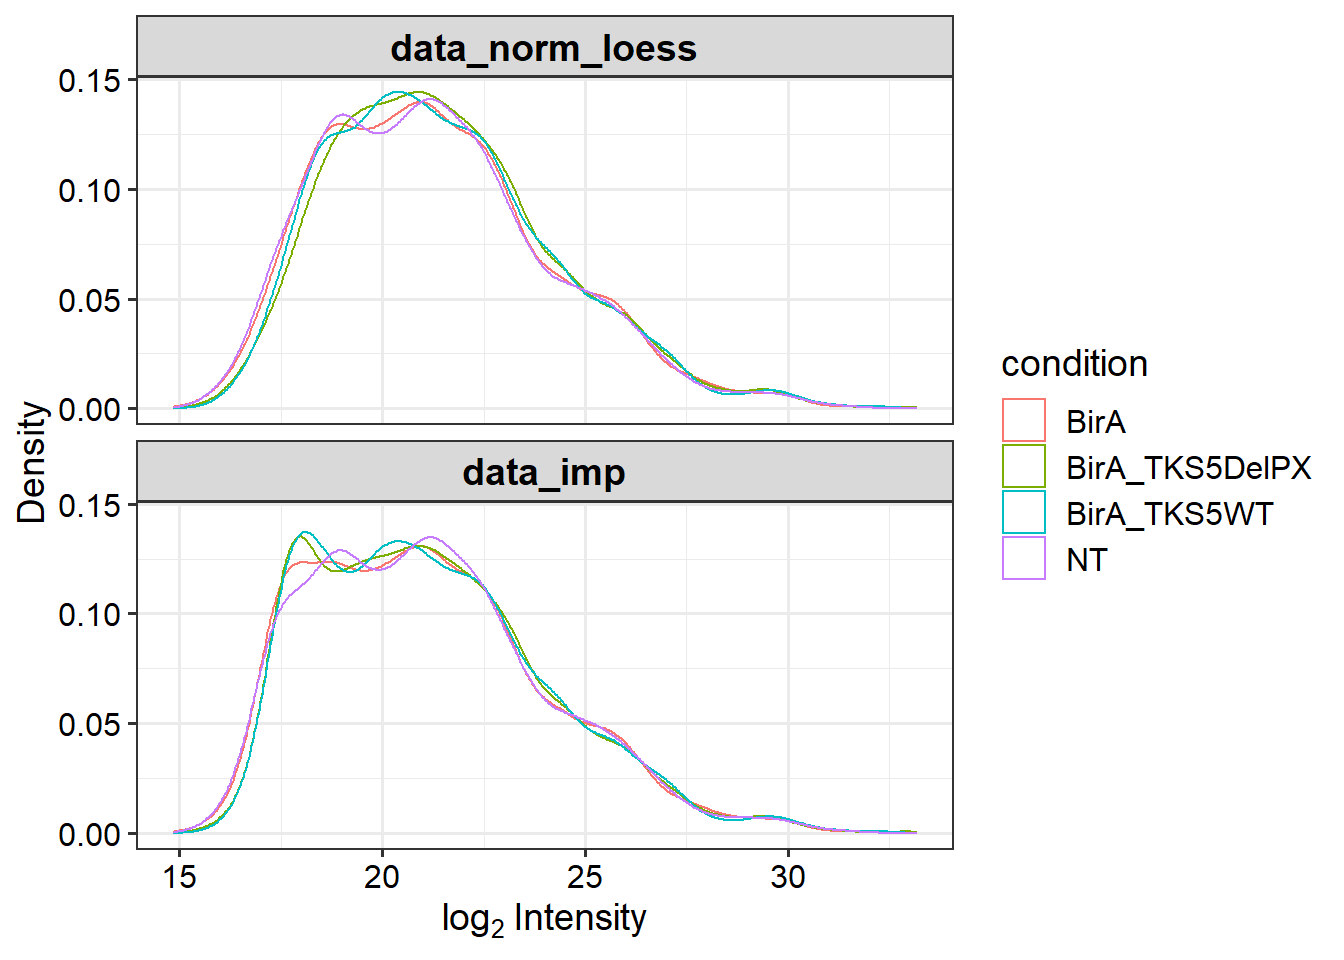 data_norm_loess
0.15
0.10
0.05
0.00
Density
data_imp
0.15
0.10
0.05
0.00
15 20 25 30
log2 Intensity
condition
BirA
BirA_TKS5DelPX
BirA_TKS5WT
NT